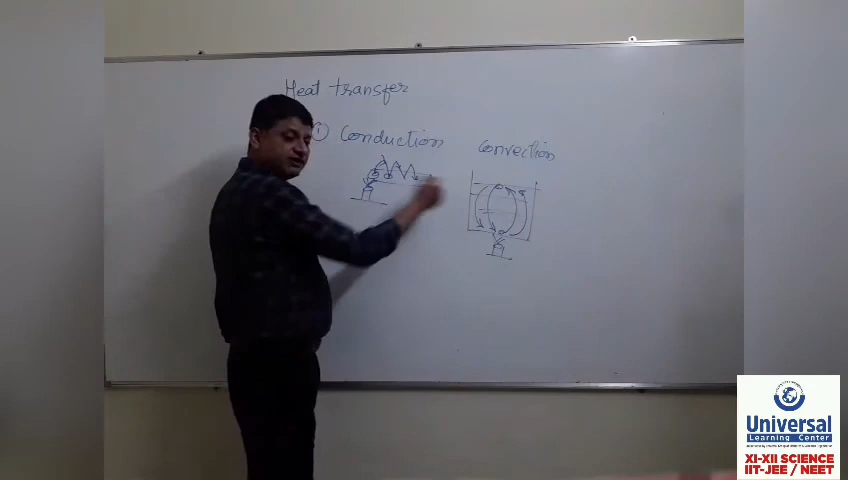 Heat transfer
① Conduction
Convection
Universal
Learning Center
XI-XII SCIENCE
IIT-JEE / NEET